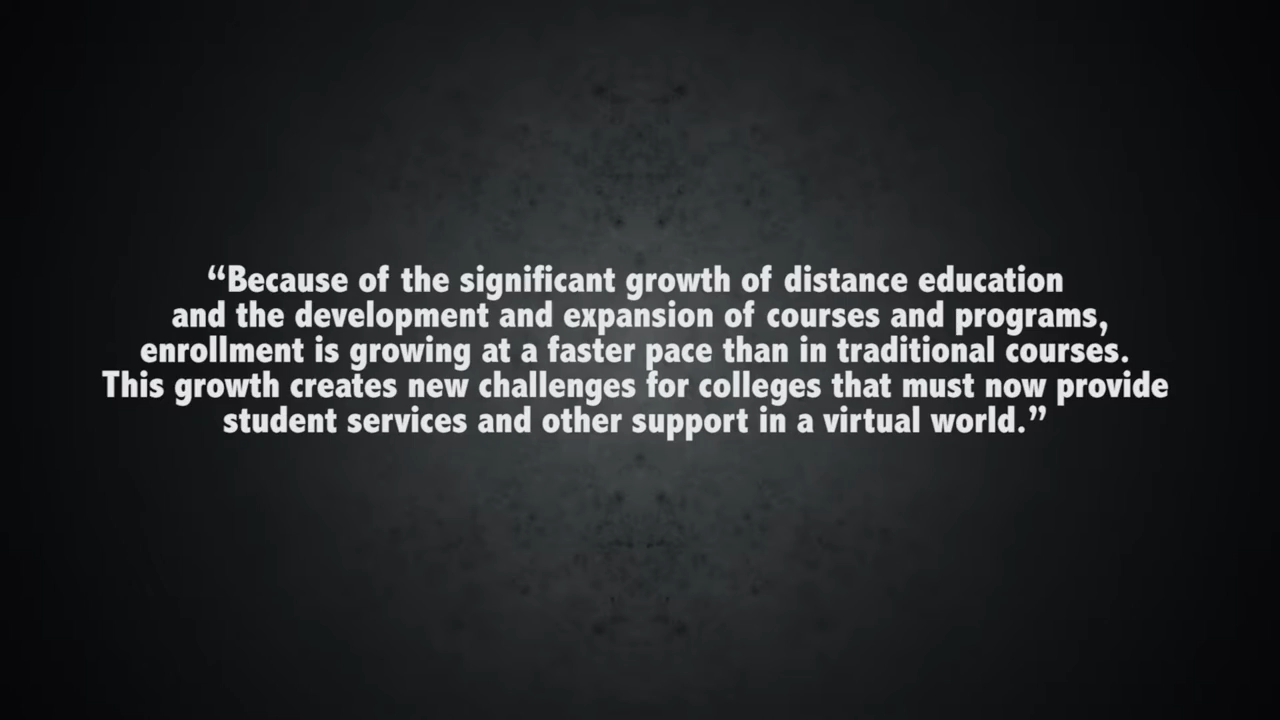 “Because of the significant growth of distance education
and the development and expansion of courses and programs,
enrollment is growing at a faster pace than in traditional courses.
This growth creates new challenges for colleges that must now provide
student services and other support in a virtual world.”